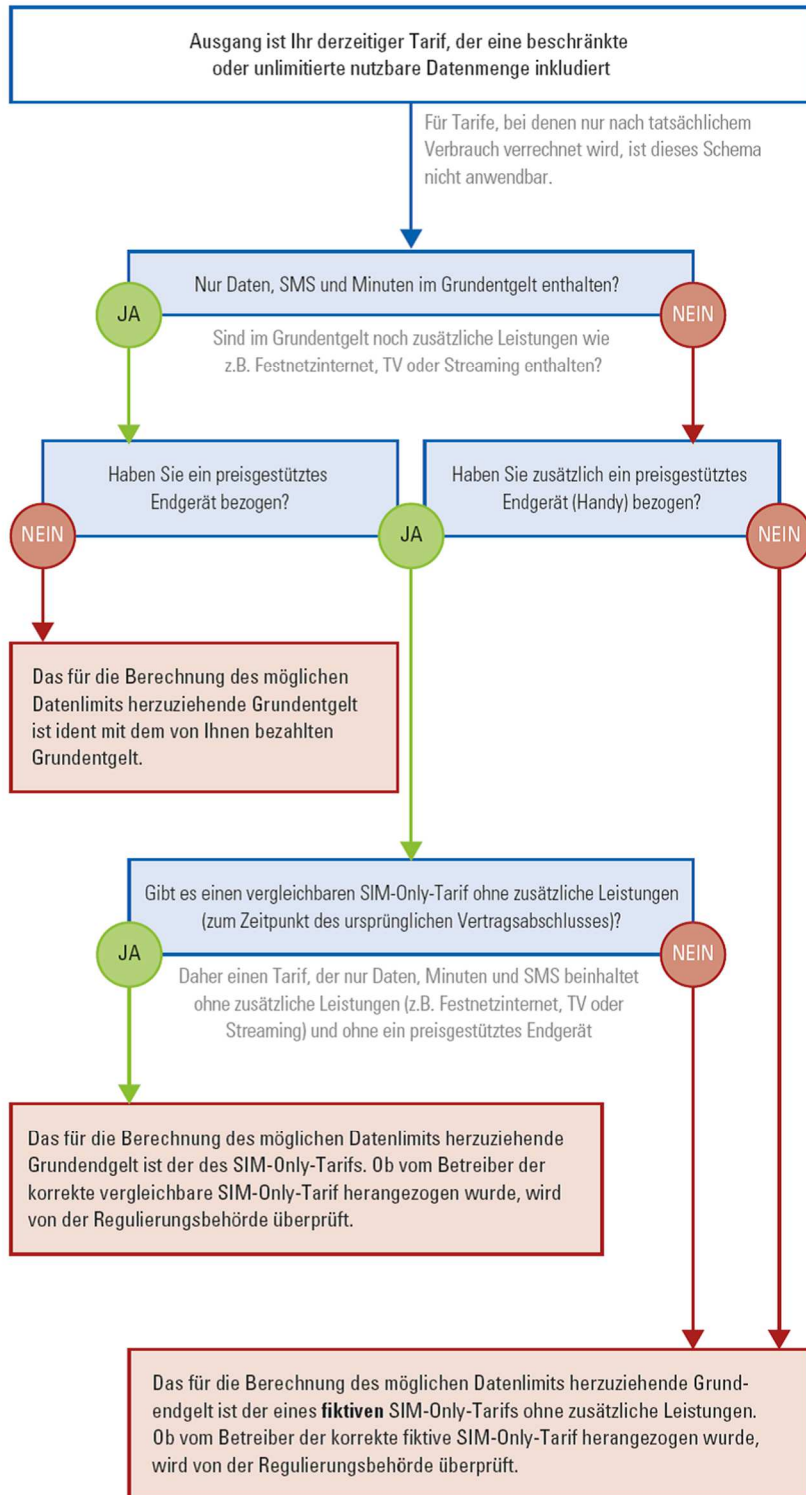 Ausgang ist Ihr derzeitiger Tarif, der eine beschränkte
oder unlimitierte nutzbare Datenmenge inkludiert
Für Tarife, bei denen nur nach tatsächlichem
Verbrauch verrechnet wird, ist dieses Schema
nicht anwendbar.
Nur Daten, SMS und Minuten im Grundentgelt enthalten?
JA
NEIN
Sind im Grundentgelt noch zusätzliche Leistungen wie
z.B. Festnetzinternet, TV oder Streaming enthalten?
Haben Sie ein preisgestütztes
Endgerät bezogen?
Haben Sie zusätzlich ein preisgestütztes
Endgerät (Handy) bezogen?
NEIN
JA
NEIN
Das für die Berechnung des möglichen
Datenlimits herzuziehende Grundentgelt
ist ident mit dem von Ihnen bezahlten
Grundentgelt.
Gibt es einen vergleichbaren SIM-Only-Tarif ohne zusätzliche Leistungen
(zum Zeitpunkt des ursprünglichen Vertragsabschlusses)?
JA
NEIN
Daher einen Tarif, der nur Daten, Minuten und SMS beinhaltet
ohne zusätzliche Leistungen (z.B. Festnetzinternet, TV oder
Streaming) und ohne ein preisgestütztes Endgerät
Das für die Berechnung des möglichen Datenlimits herzuziehende
Grundendgelt ist der des SIM-Only-Tarifs. Ob vom Betreiber der
korrekte vergleichbare SIM-Only-Tarif herangezogen wurde, wird
von der Regulierungsbehörde überprüft.
Das für die Berechnung des möglichen Datenlimits herzuziehende Grund-
endgelt ist der eines fiktiven SIM-Only-Tarifs ohne zusätzliche Leistungen.
Ob vom Betreiber der korrekte fiktive SIM-Only-Tarif herangezogen wurde,
wird von der Regulierungsbehörde überprüft.